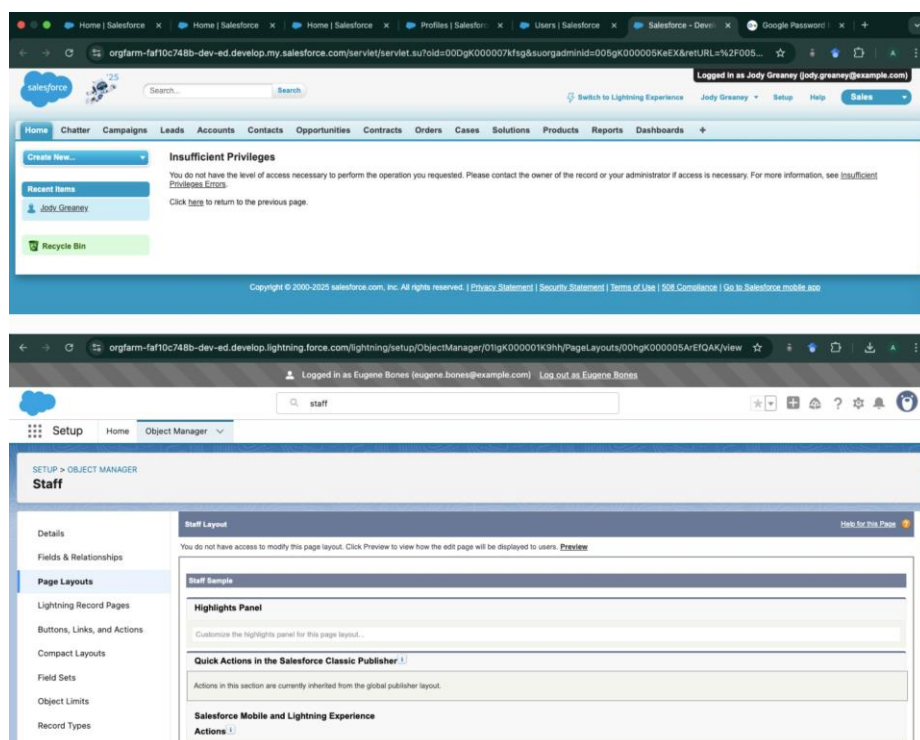 Home | Salesforce
Home | Salesforce
Home | Salesforce
Profiles | Salesforc
Users | Salesforce
Salesforce - Devel
Google Password
orgfarm-faf10c748b-dev-ed.develop.my.salesforce.com/servlet/servlet.su?oid=00DgK000007kfsg&suorgadminid=005gK000005KeEX&retURL=%2F005...
Logged in as Jody Greaney (jody.greaney@example.com)
salesforce
'25
Search...
Search
Switch to Lightning Experience
Jody Greaney
Setup
Help
Sales
Home Chatter Campaigns Leads Accounts Contacts Opportunities Contracts Orders Cases Solutions Products Reports Dashboards +
Create New...
Recent Items
Jody Greaney
Recycle Bin
Insufficient Privileges
You do not have the level of access necessary to perform the operation you requested. Please contact the owner of the record or your administrator if access is necessary. For more information, see Insufficient
Privileges Errors.
Click here to return to the previous page.
Copyright © 2000-2025 salesforce.com, inc. All rights reserved. | Privacy Statement | Security Statement | Terms of Use | 508 Compliance | Go to Salesforce mobile app
orgfarm-faf10c748b-dev-ed.develop.lightning.force.com/lightning/setup/ObjectManager/01IgK000001K9hh/PageLayouts/00hgK000005ArEfQAK/view
Logged in as Eugene Bones (eugene.bones@example.com) Log out as Eugene Bones
staff
Setup
Home
Object Manager
SETUP > OBJECT MANAGER
Staff
Details
Fields & Relationships
Page Layouts
Lightning Record Pages
Buttons, Links, and Actions
Compact Layouts
Field Sets
Object Limits
Record Types
Staff Layout
Help for this Page
You do not have access to modify this page layout. Click Preview to view how the edit page will be displayed to users. Preview
Staff Sample
Highlights Panel
Customize the highlights panel for this page layout...
Quick Actions in the Salesforce Classic Publisher
Actions in this section are currently inherited from the global publisher layout.
Salesforce Mobile and Lightning Experience
Actions